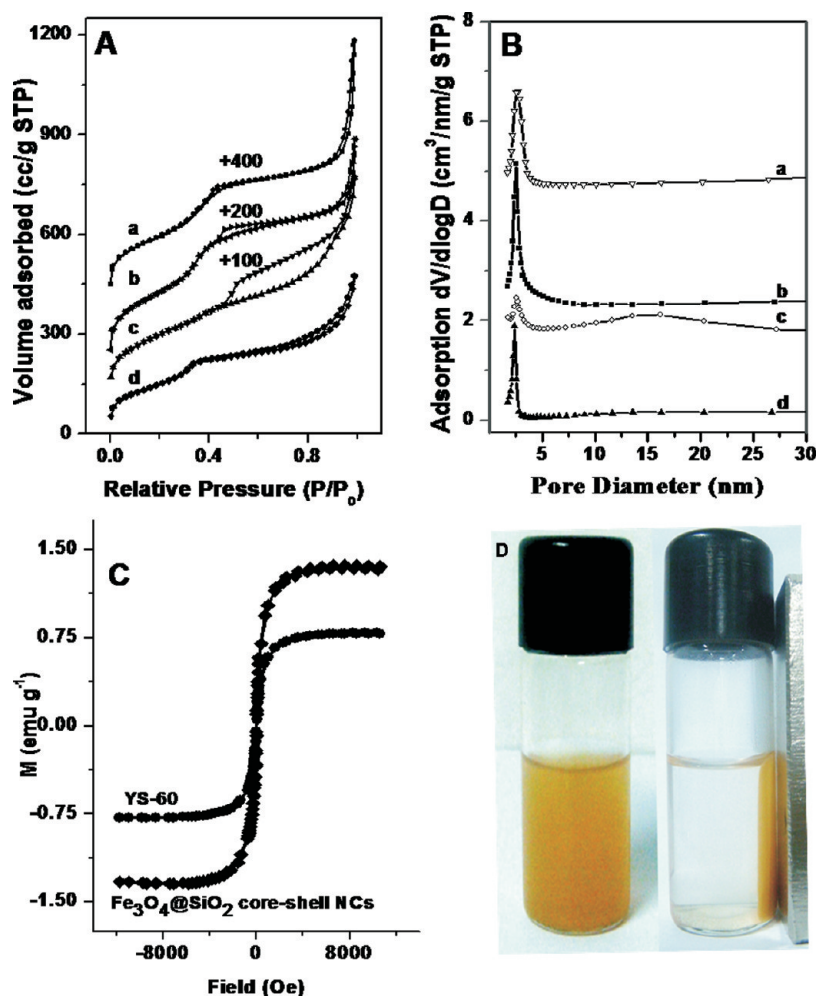 A
Volume adsorbed (cc/g STP)
1200
900
600
300
0
+400
+200
+100
a
b
c
d
0.0 0.4 0.8
Relative Pressure (P/P₀)
B
Adsorption dV/dlogD (cm³/nm/g STP)
8
6
4
2
0
a
b
c
d
0 5 10 15 20 25 30
Pore Diameter (nm)
C
M (emu g⁻¹)
1.50
0.75
0.00
-0.75
-1.50
YS-60
Fe₃O₄@SiO₂ core-shell NCs
-8000 0 8000
Field (Oe)
D